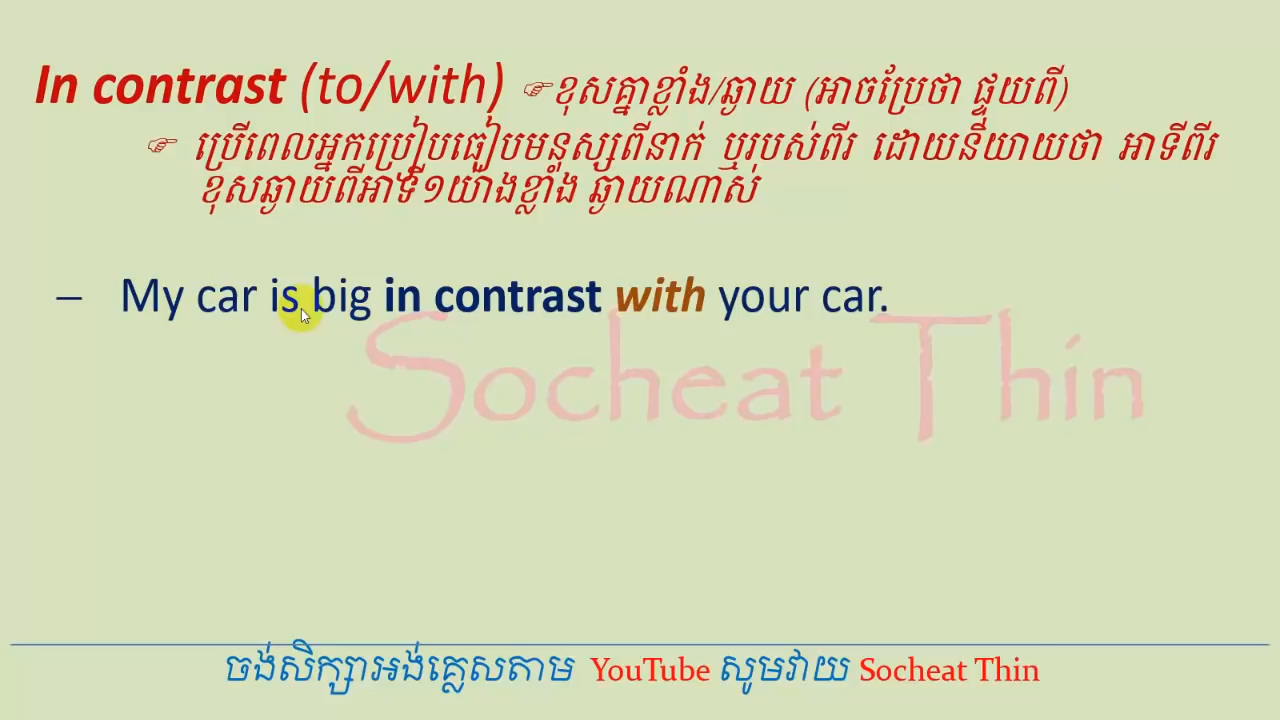 In contrast (to/with) ☞ខុសគ្នាខ្លាំង/ឆ្ងាយ (អាចប្រែថា ផ្ទុយពី)
☞ ប្រើពេលអ្នកប្រៀបធៀបមនុស្សពីនាក់ ឬរបស់ពីរ ដោយនិយាយថា អាទីពីរ
ខុសឆ្ងាយពីអាទី១យ៉ាងខ្លាំង ឆ្ងាយណាស់
– My car is big in contrast with your car.
Socheat Thin
ចង់សិក្សាអង់គ្លេសតាម YouTube សូមវាយ Socheat Thin